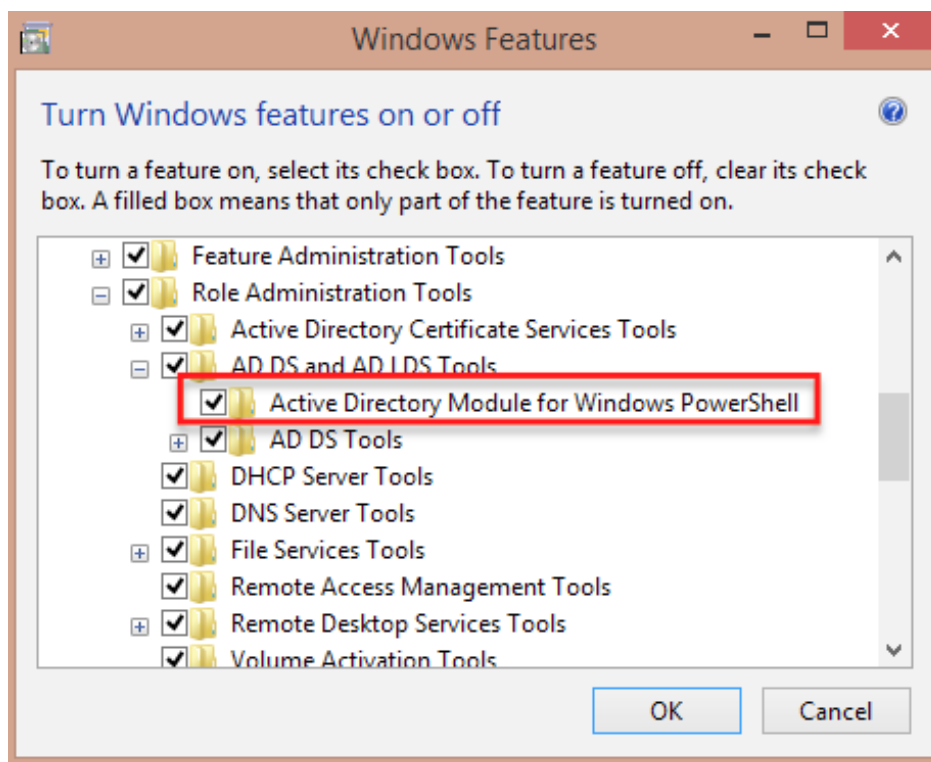 Windows Features
Turn Windows features on or off
To turn a feature on, select its check box. To turn a feature off, clear its check
box. A filled box means that only part of the feature is turned on.
Feature Administration Tools
Role Administration Tools
Active Directory Certificate Services Tools
AD DS and AD LDS Tools
Active Directory Module for Windows PowerShell
AD DS Tools
DHCP Server Tools
DNS Server Tools
File Services Tools
Remote Access Management Tools
Remote Desktop Services Tools
Volume Activation Tools
OK
Cancel